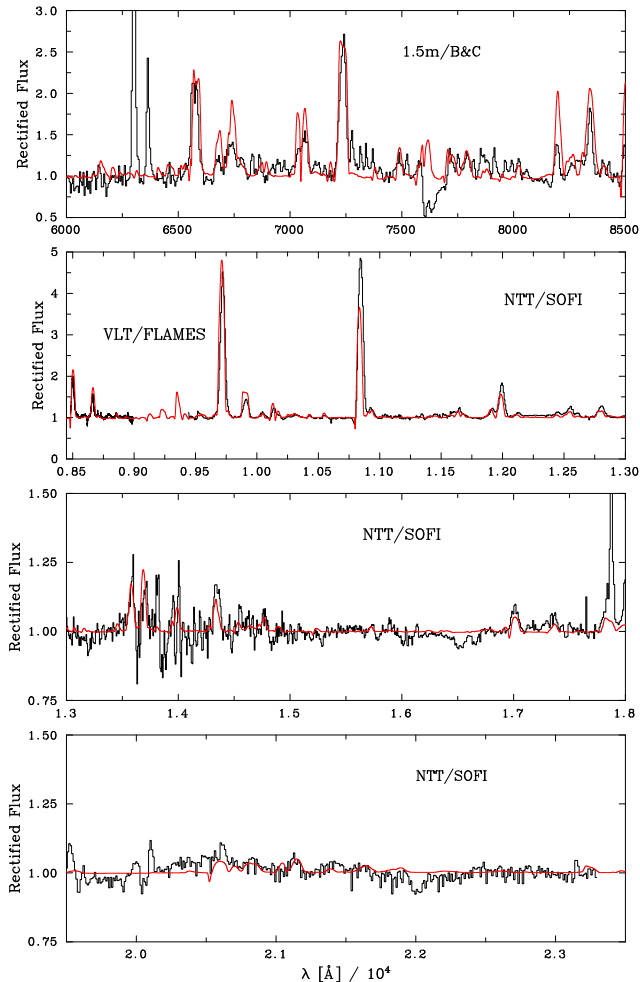 3.0
2.5
2.0
1.5
1.0
0.5
Rectified Flux
1.5m/B&C
6000 6500 7000 7500 8000 8500
5
4
3
2
1
0
Rectified Flux
VLT/FLAMES
NTT/SOFI
0.85 0.90 0.95 1.00 1.05 1.10 1.15 1.20 1.25 1.30
1.50
1.25
1.00
0.75
Rectified Flux
NTT/SOFI
1.3 1.4 1.5 1.6 1.7 1.8
1.50
1.25
1.00
0.75
Rectified Flux
NTT/SOFI
2.0 2.1 2.2 2.3
λ [Å] / 10⁴